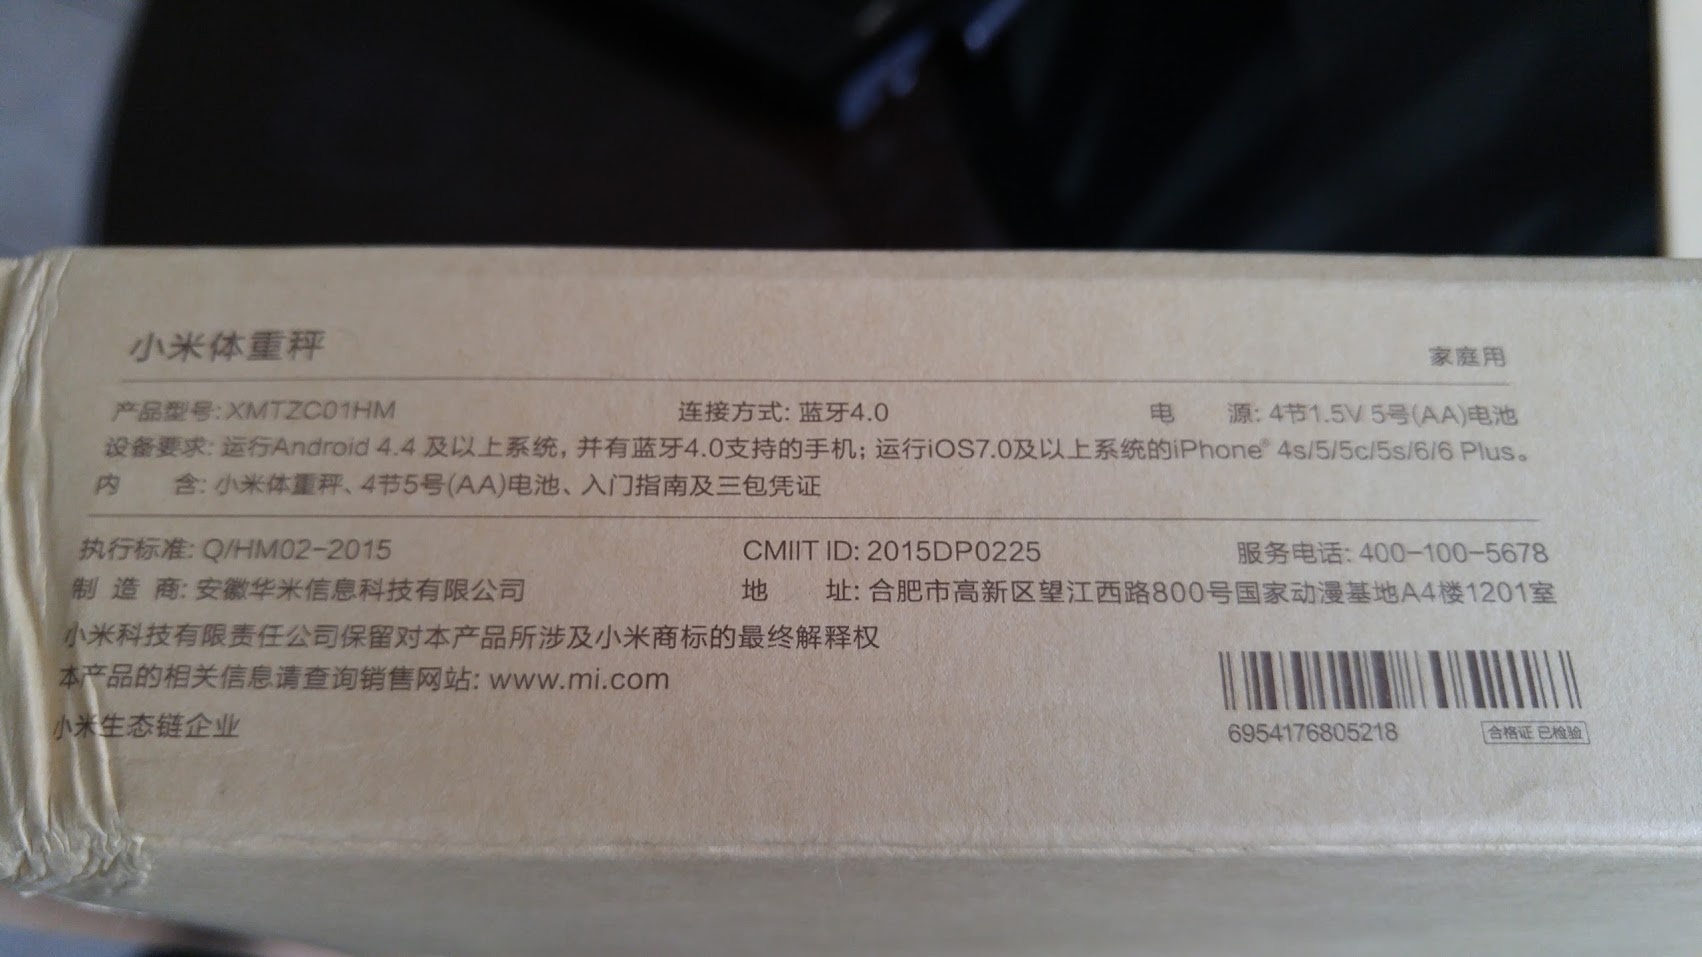 小米体重秤 家庭用
产品型号: XMTZC01HM 连接方式: 蓝牙4.0 电 源: 4节1.5V 5号(AA)电池
设备要求: 运行Android 4.4 及以上系统, 并有蓝牙4.0支持的手机; 运行iOS7.0及以上系统的iPhone® 4s/5/5c/5s/6/6 Plus。
内 含: 小米体重秤、4节5号(AA)电池、入门指南及三包凭证
执行标准: Q/HM02-2015 CMIIT ID: 2015DP0225 服务电话: 400-100-5678
制 造 商: 安徽华米信息科技有限公司 地 址: 合肥市高新区望江西路800号国家动漫基地A4楼1201室
小米科技有限责任公司保留对本产品所涉及小米商标的最终解释权
本产品的相关信息请查询销售网站: www.mi.com
小米生态链企业
6954176805218 合格证 已检验